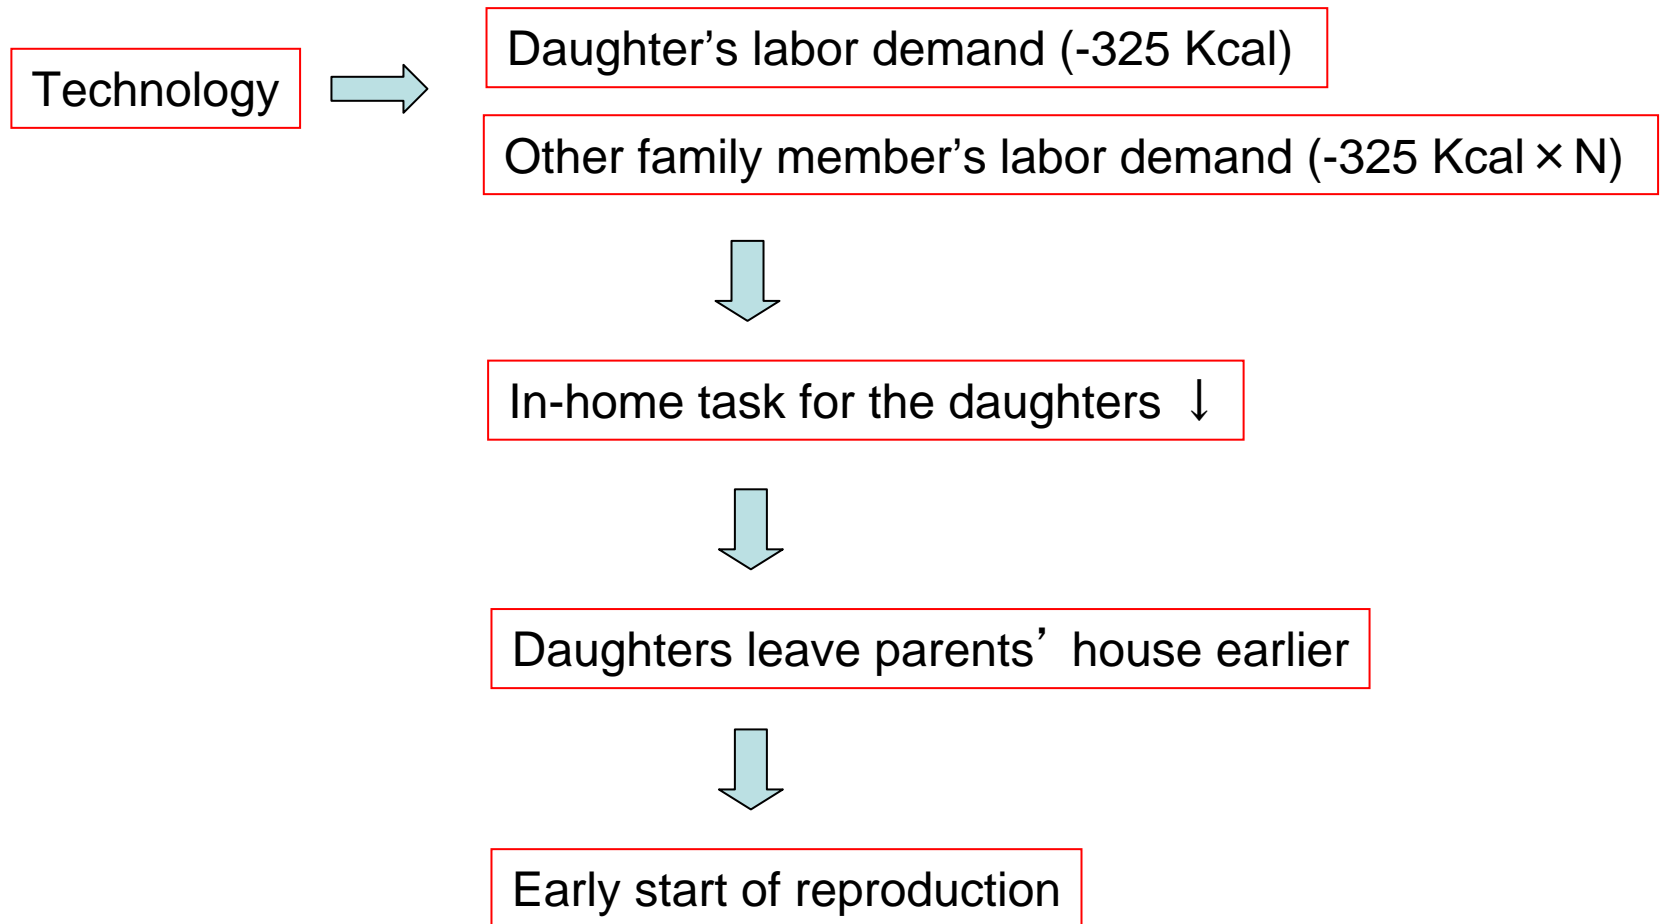 Technology
Daughter’s labor demand (-325 Kcal)
Other family member’s labor demand (-325 Kcal×N)
In-home task for the daughters ↓
Daughters leave parents’ house earlier
Early start of reproduction